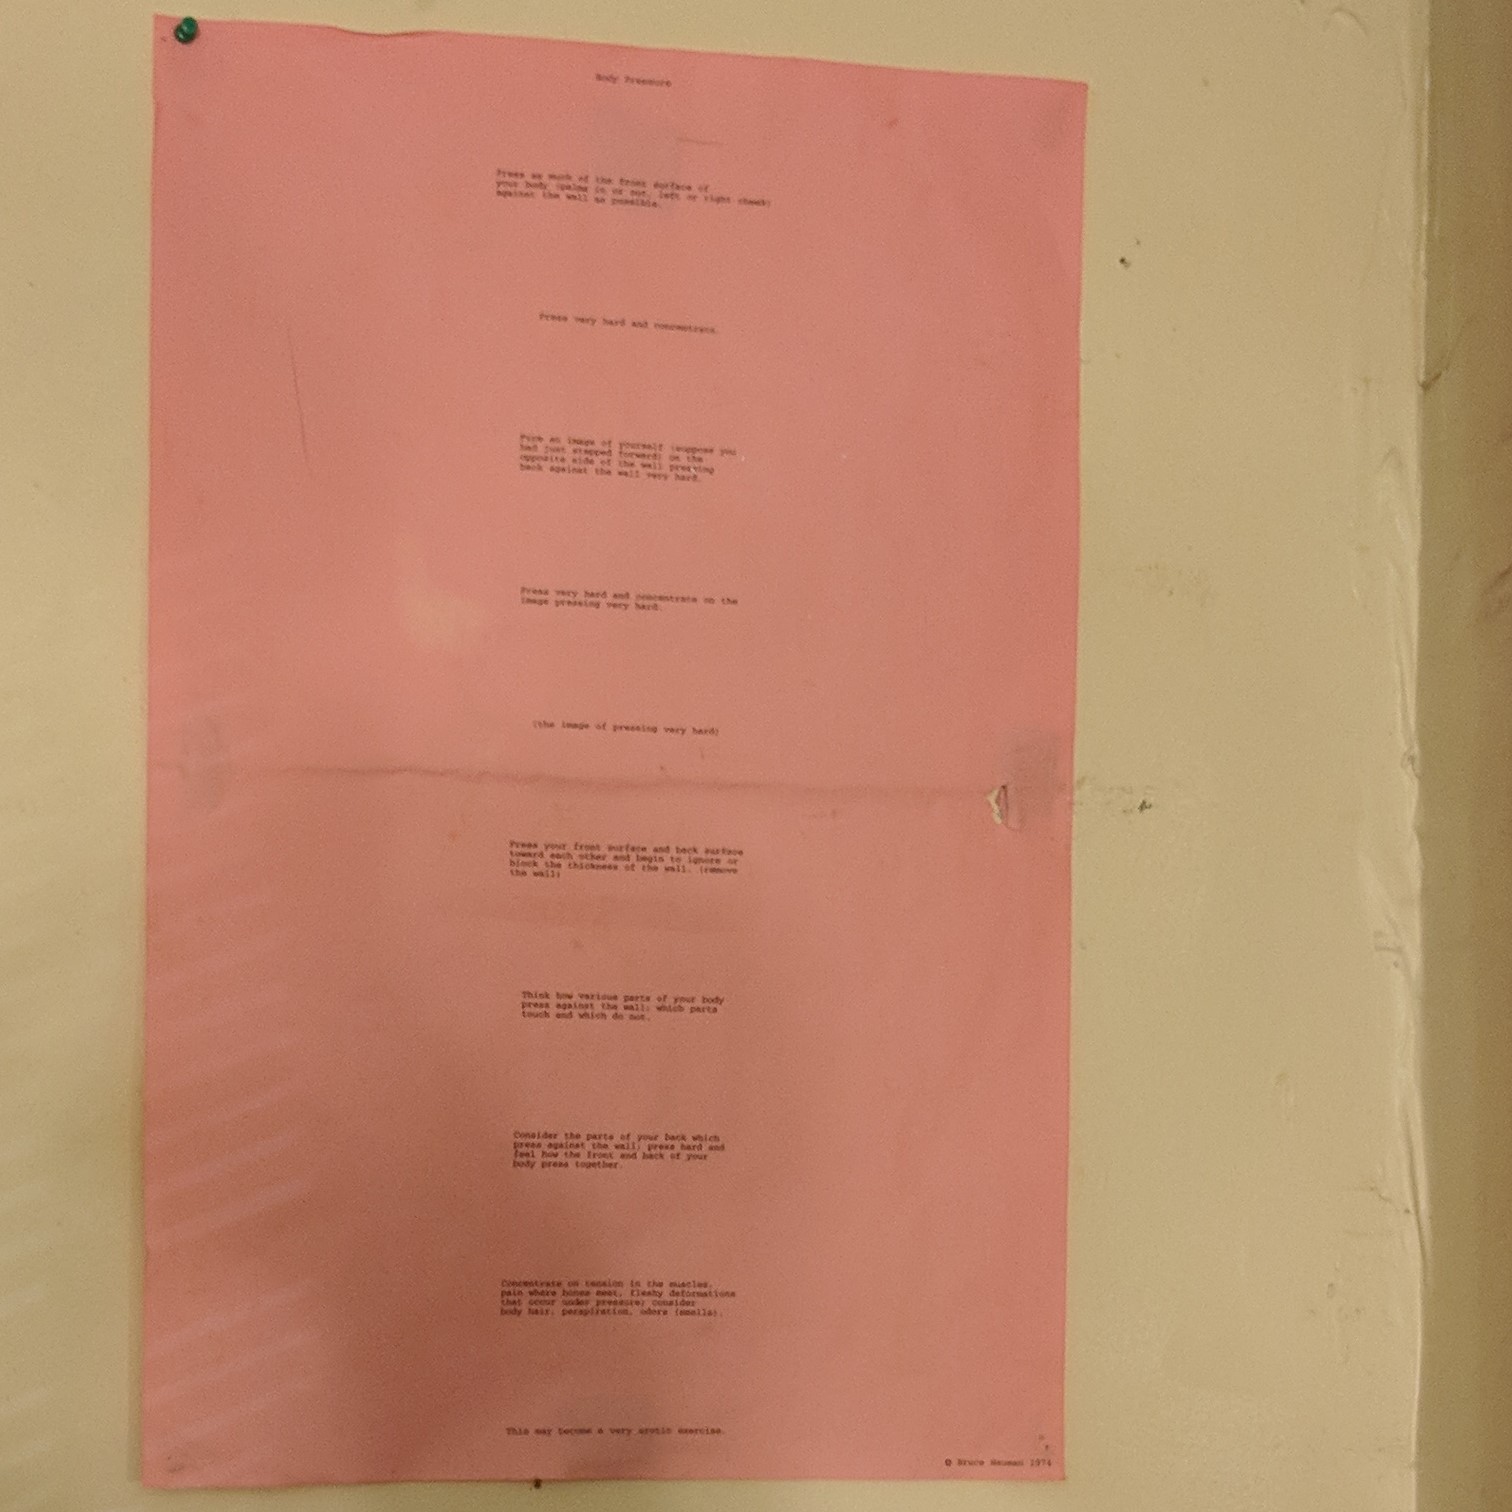 Body Pressure
Press as much of the front surface of
your body (palms in or out, left or right cheek)
against the wall as possible.
Press very hard and concentrate.
Form an image of yourself (suppose you
had just stepped forward) on the
opposite side of the wall pressing
back against the wall very hard.
Press very hard and concentrate on the
image pressing very hard.
(the image of pressing very hard)
Press your front surface and back surface
toward each other and begin to ignore or
block the thickness of the wall. (remove
the wall)
Think how various parts of your body
press against the wall; which parts
touch and which do not.
Consider the parts of your back which
press against the wall; press hard and
feel how the front and back of your
body press together.
Concentrate on tension in the muscles,
pain where bones meet, fleshy deformations
that occur under pressure; consider
body hair, perspiration, odors (smells).
This may become a very erotic exercise.
© Bruce Nauman 1974